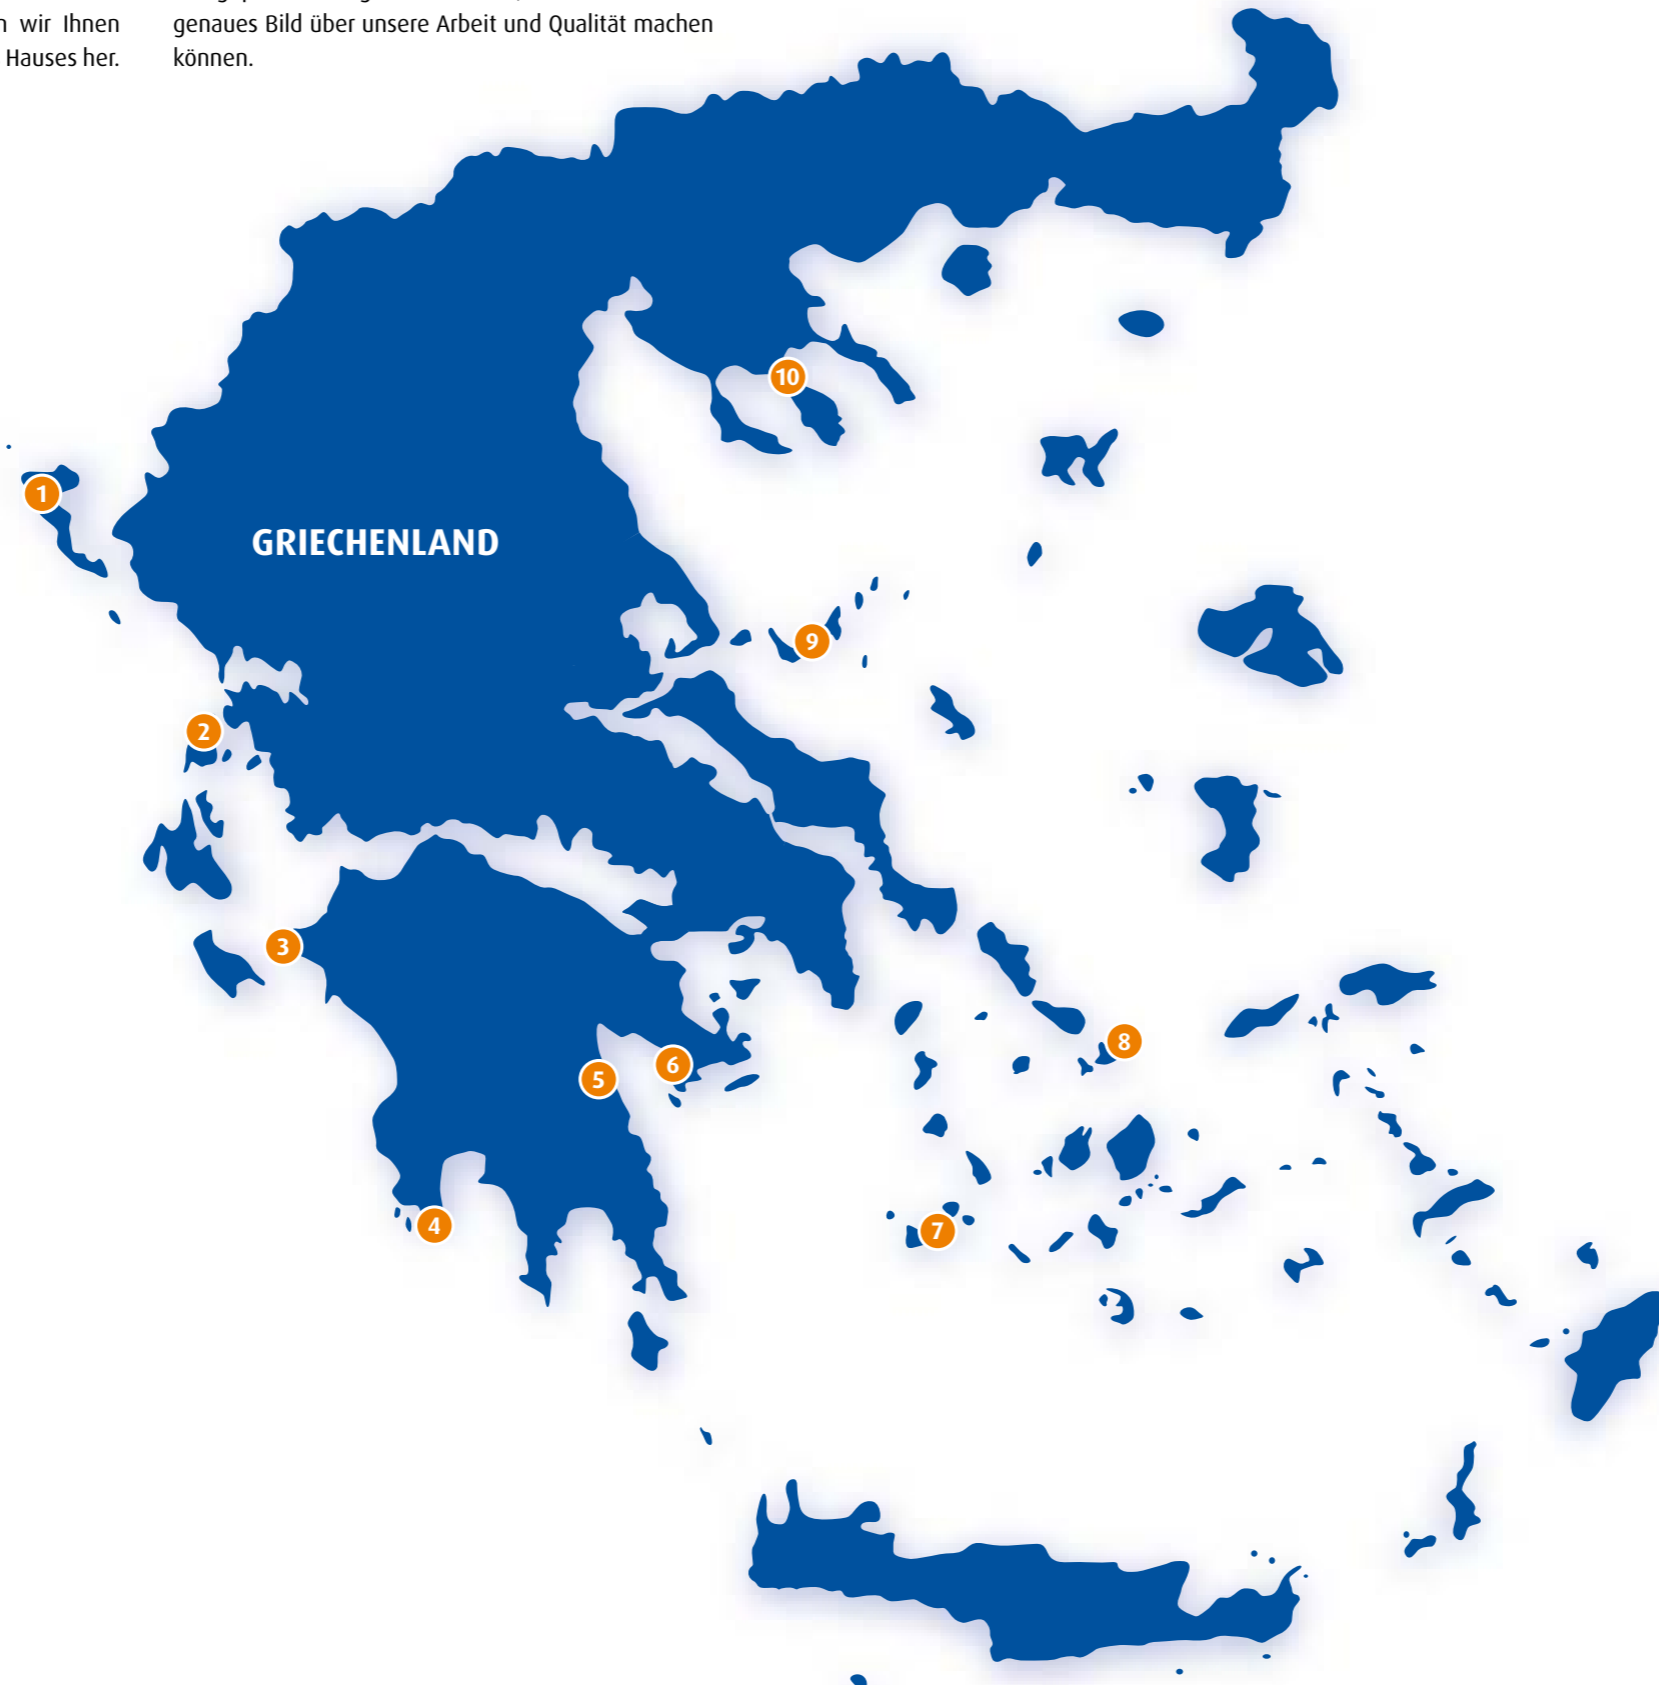 n wir Ihnen
Hauses her.
genaues Bild über unsere Arbeit und Qualität machen
können.
10
1
GRIECHENLAND
9
2
3
8
6
5
4
7